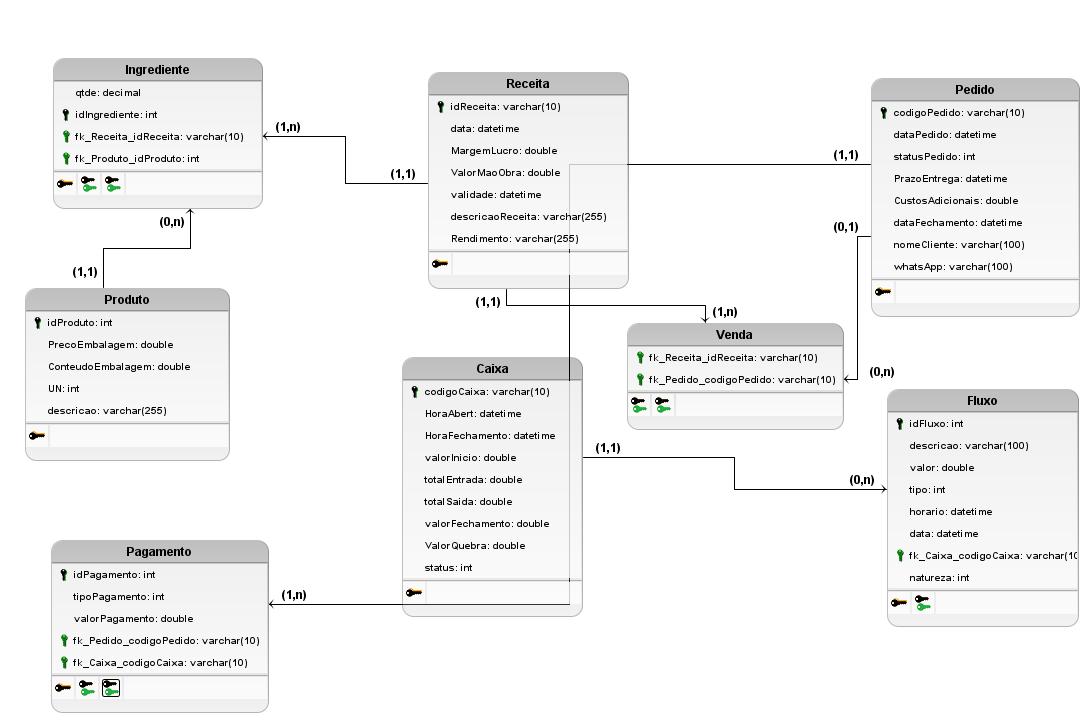 Ingrediente
qtde: decimal
idIngrediente: int
fk_Receita_idReceita: varchar(10)
fk_Produto_idProduto: int
(1,n)
(1,1)
Receita
idReceita: varchar(10)
data: datetime
MargemLucro: double
ValorMaoObra: double
validade: datetime
descricaoReceita: varchar(255)
Rendimento: varchar(255)
Pedido
codigoPedido: varchar(10)
dataPedido: datetime
statusPedido: int
PrazoEntrega: datetime
CustosAdicionais: double
dataFechamento: datetime
nomeCliente: varchar(100)
whatsApp: varchar(100)
(1,1)
(0,1)
(0,n)
(1,1)
Produto
idProduto: int
PrecoEmbalagem: double
ConteudoEmbalagem: double
UN: int
descricao: varchar(255)
(1,1)
(1,n)
Venda
fk_Receita_idReceita: varchar(10)
fk_Pedido_codigoPedido: varchar(10)
(0,n)
Caixa
codigoCaixa: varchar(10)
HoraAbert: datetime
HoraFechamento: datetime
valorInicio: double
totalEntrada: double
totalSaida: double
valorFechamento: double
ValorQuebra: double
status: int
(1,1)
(0,n)
Fluxo
idFluxo: int
descricao: varchar(100)
valor: double
tipo: int
horario: datetime
data: datetime
fk_Caixa_codigoCaixa: varchar(10
natureza: int
Pagamento
idPagamento: int
tipoPagamento: int
valorPagamento: double
fk_Pedido_codigoPedido: varchar(10)
fk_Caixa_codigoCaixa: varchar(10)
(1,n)